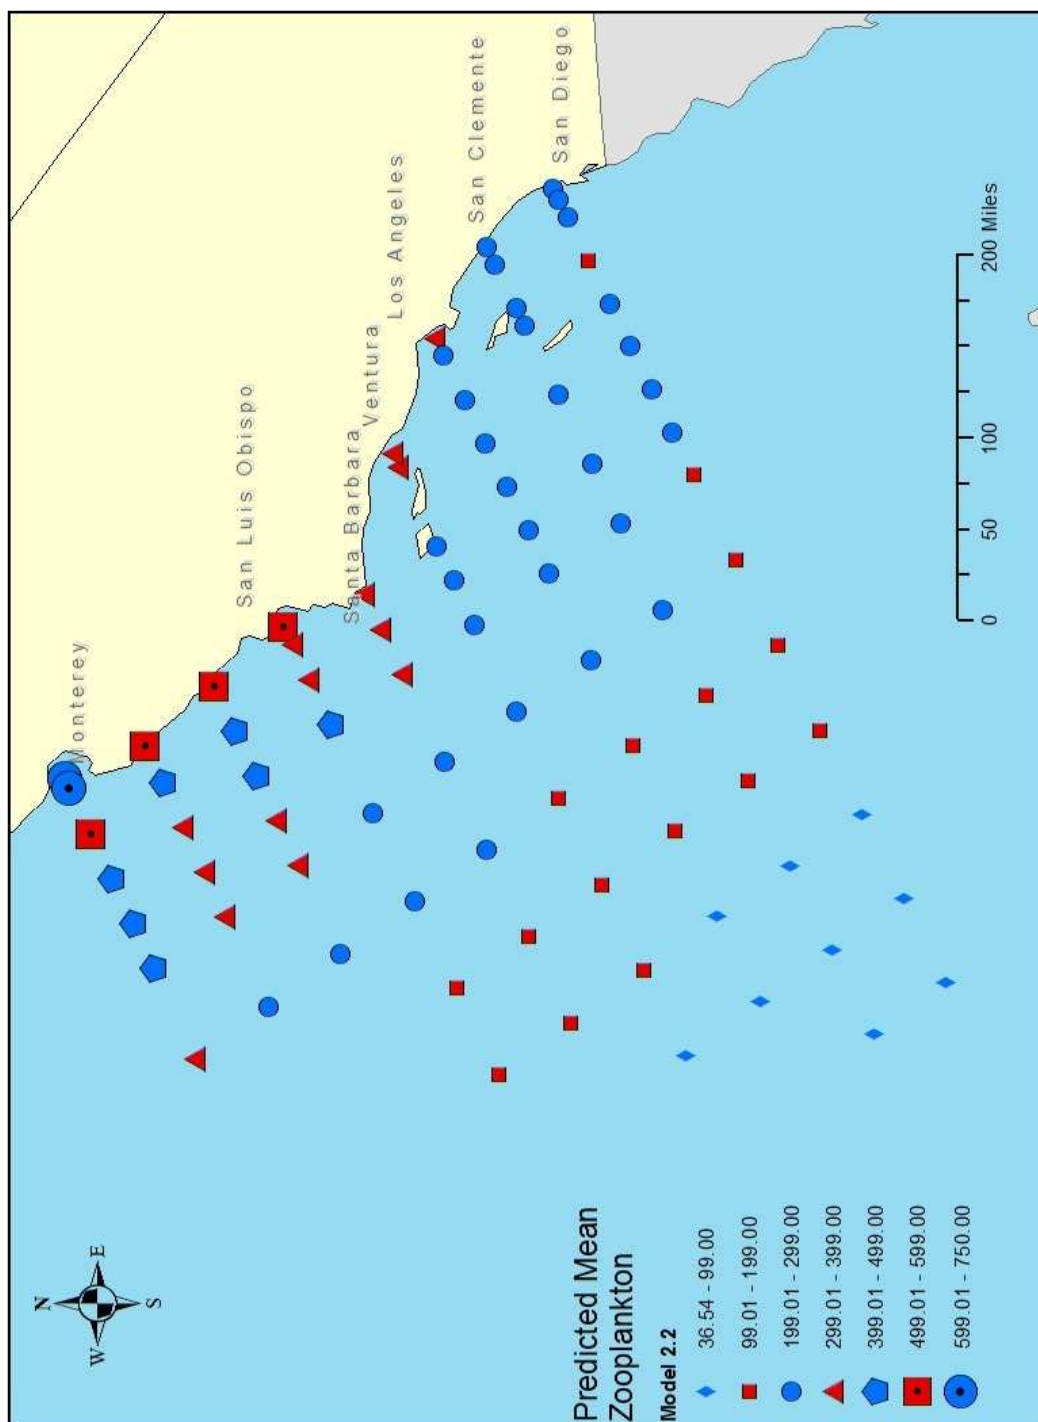 Monterey
San Luis Obispo
Santa Barbara
Ventura
Los Angeles
San Clemente
San Diego
N
W
E
S
Predicted Mean
Zooplankton
Model 2.2
36.54 - 99.00
99.01 - 199.00
199.01 - 299.00
299.01 - 399.00
399.01 - 499.00
499.01 - 599.00
599.01 - 750.00
0 50 100 200 Miles